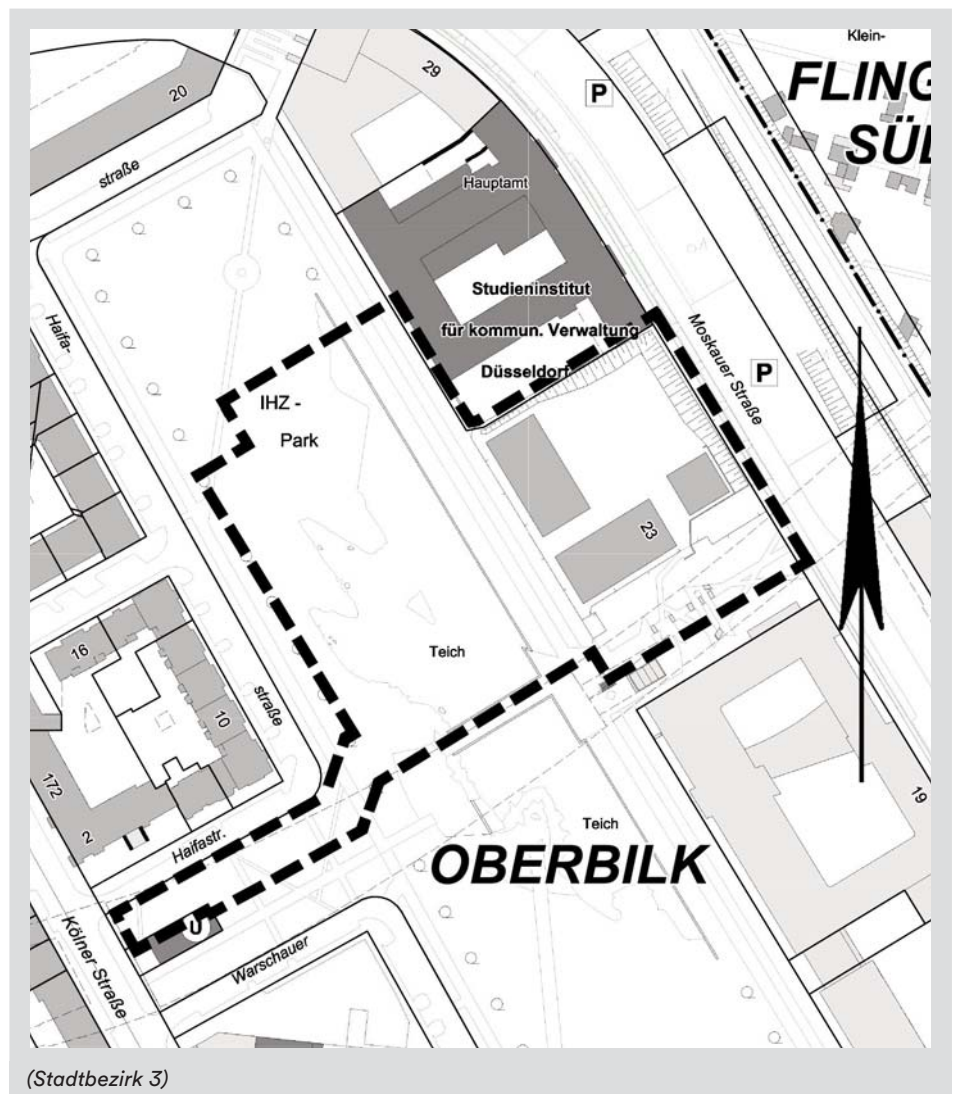 Klein-
FLING
SÜD
29
P
20
straße
Hauptamt
Studieninstitut
für kommun. Verwaltung
Düsseldorf
Moskauer Straße
P
Haifa-
IHZ -
Park
23
Teich
16
straße
10
172
2
Haifastr.
19
Teich
OBERBILK
U
Kölner-Straße
Warschauer
(Stadtbezirk 3)